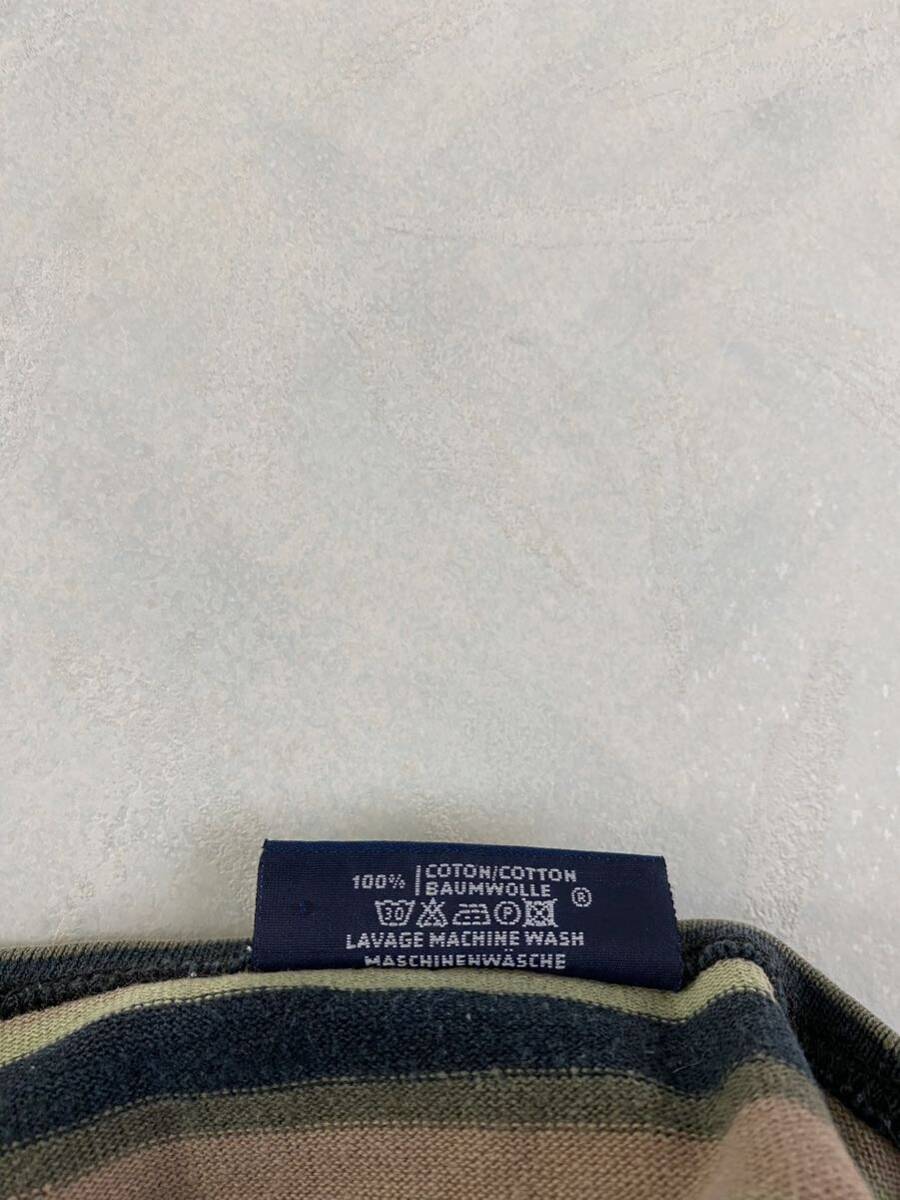 100% COTON/COTTON
BAUMWOLLE
30 P ®
LAVAGE MACHINE WASH
MASCHINENWÄSCHE